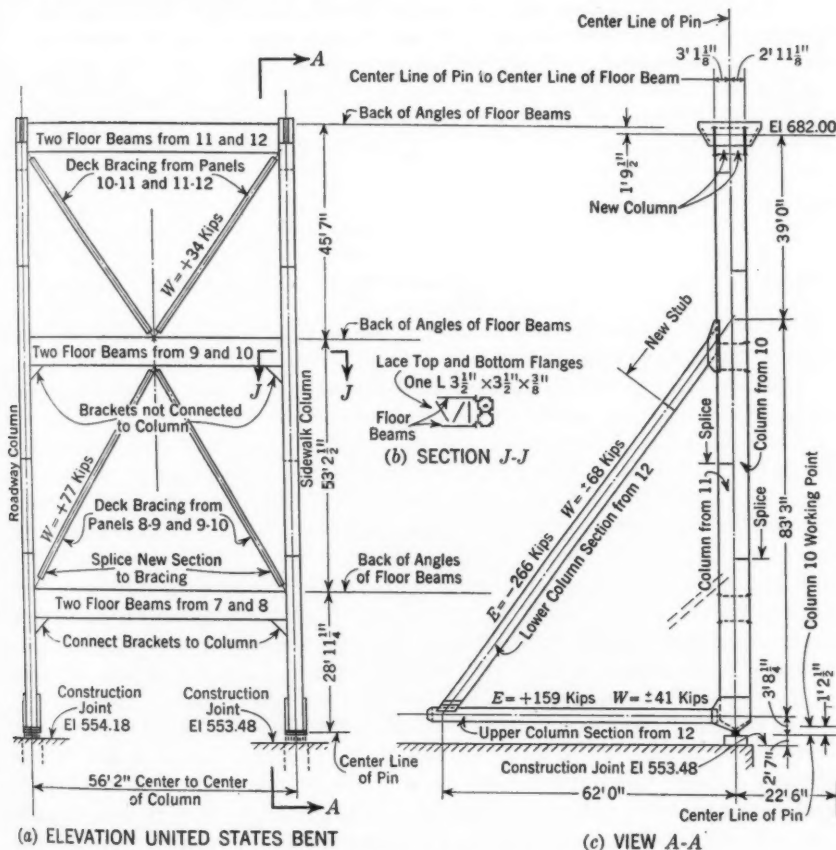 Center Line of Pin
3' 1 1/8"
2' 11 1/8"
Center Line of Pin to Center Line of Floor Beam
A
Back of Angles of Floor Beams
El 682.00
Two Floor Beams from 11 and 12
Deck Bracing from Panels
10-11 and 11-12
W = +34 Kips
45' 7"
1' 9 1/2"
New Column
39' 0"
Back of Angles of Floor Beams
Two Floor Beams from 9 and 10
J
J
Lace Top and Bottom Flanges
One L 3 1/2" × 3 1/2" × 3/8"
Floor
Beams
(b) SECTION J-J
New Stub
Brackets not Connected
to Column
Roadway Column
Sidewalk Column
W = +77 Kips
53' 2 1/2"
Deck Bracing from
Panels 8-9 and 9-10
Splice New Section
to Bracing
Back of Angles
of Floor Beams
Two Floor Beams from 7 and 8
Connect Brackets to Column
28' 11 1/4"
W = ±68 Kips
E = -266 Kips
Lower Column Section from 12
Splice
Column from 11
Column from 10
Splice
83' 3"
Column 10 Working Point
3' 8 1/4"
1' 2 1/2"
E = +159 Kips W = ±41 Kips
Upper Column Section from 12
Construction
Joint
El 554.18
Construction
Joint
El 553.48
Center Line
of Pin
Construction Joint El 553.48
2' 7"
56' 2" Center to Center
of Column
A
62' 0"
22' 6"
Center Line of Pin
(a) ELEVATION UNITED STATES BENT
(c) VIEW A-A